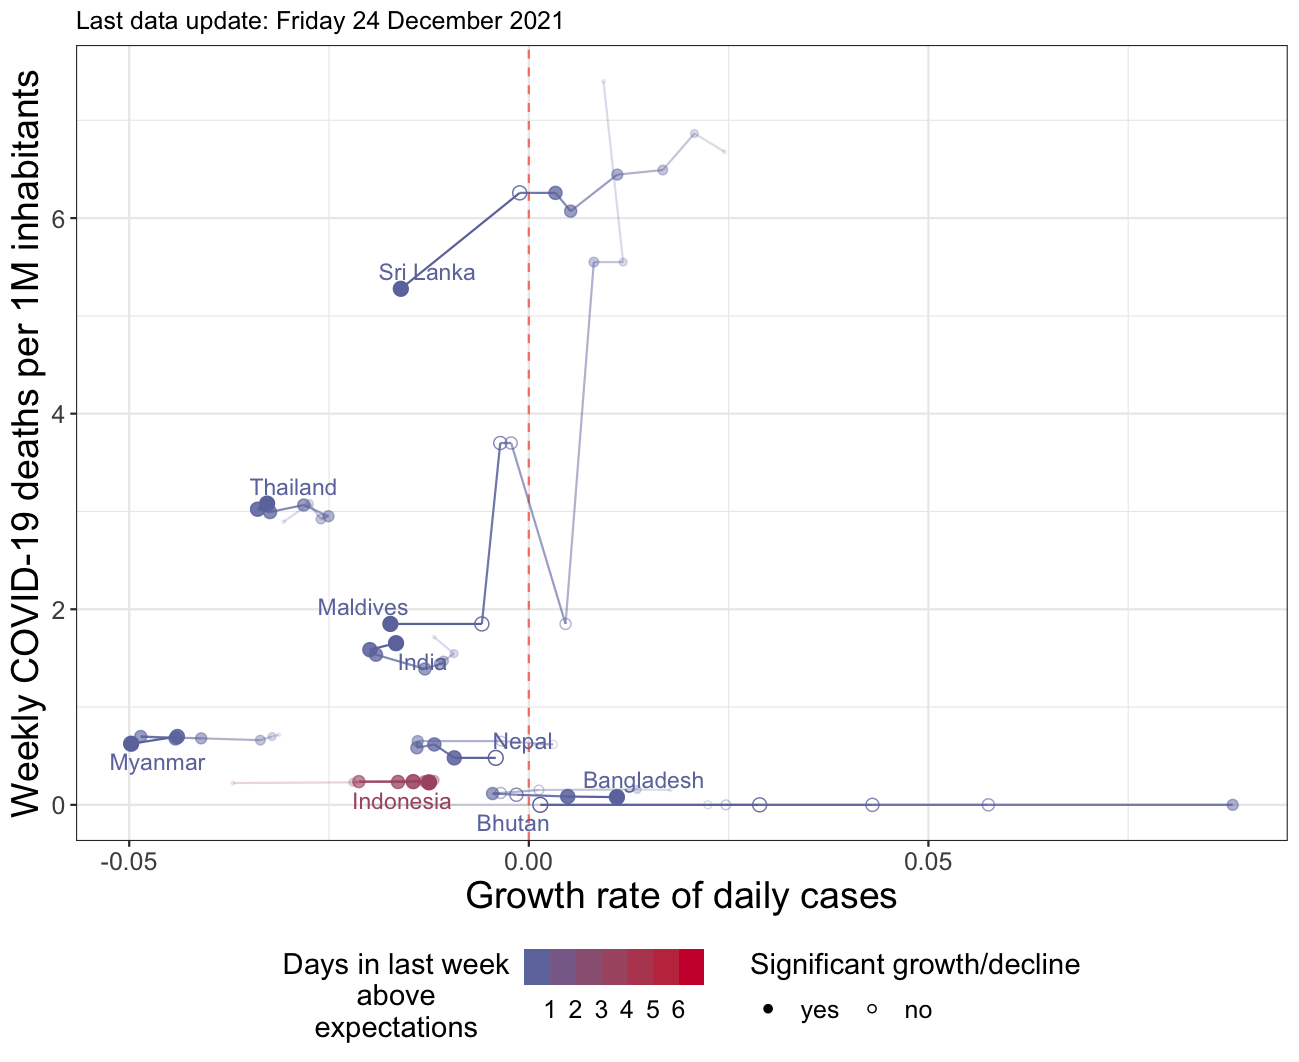 Last data update: Friday 24 December 2021
Weekly COVID-19 deaths per 1M inhabitants
6
4
2
0
Sri Lanka
Thailand
Maldives
India
Nepal
Myanmar
Bangladesh
Indonesia
Bhutan
-0.05
0.00
0.05
Growth rate of daily cases
Days in last week
above
expectations
1 2 3 4 5 6
Significant growth/decline
yes
no